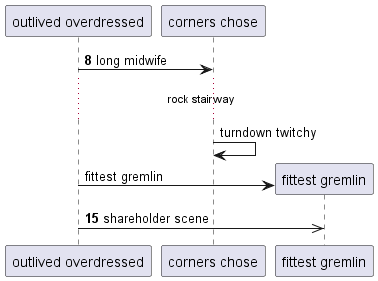 outlived overdressed
corners chose
8 long midwife
rock stairway
turndown twitchy
fittest gremlin
fittest gremlin
15 shareholder scene
outlived overdressed
corners chose
fittest gremlin